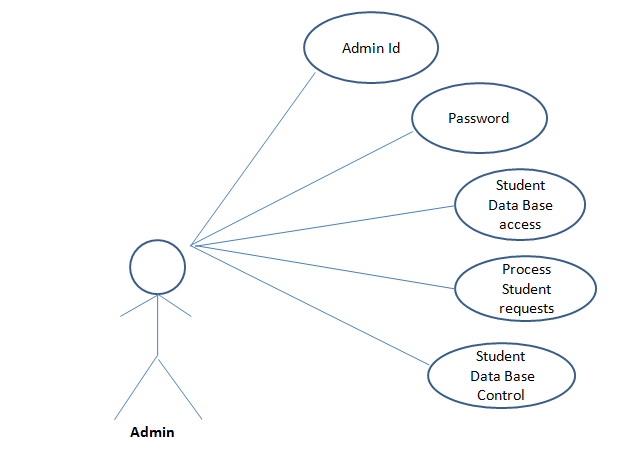 Admin Id
Password
Student
Data Base
access
Process
Student
requests
Student
Data Base
Control
Admin